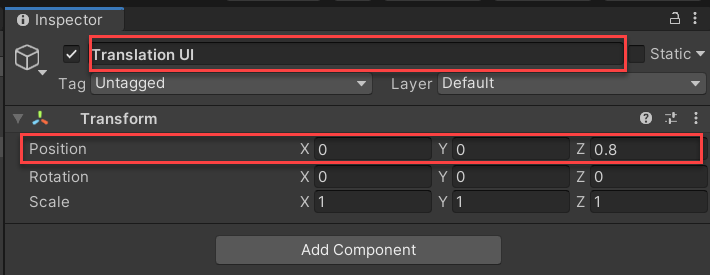 Inspector
Translation UI Static
Tag Untagged Layer Default
Transform
Position X 0 Y 0 Z 0.8
Rotation X 0 Y 0 Z 0
Scale X 1 Y 1 Z 1
Add Component